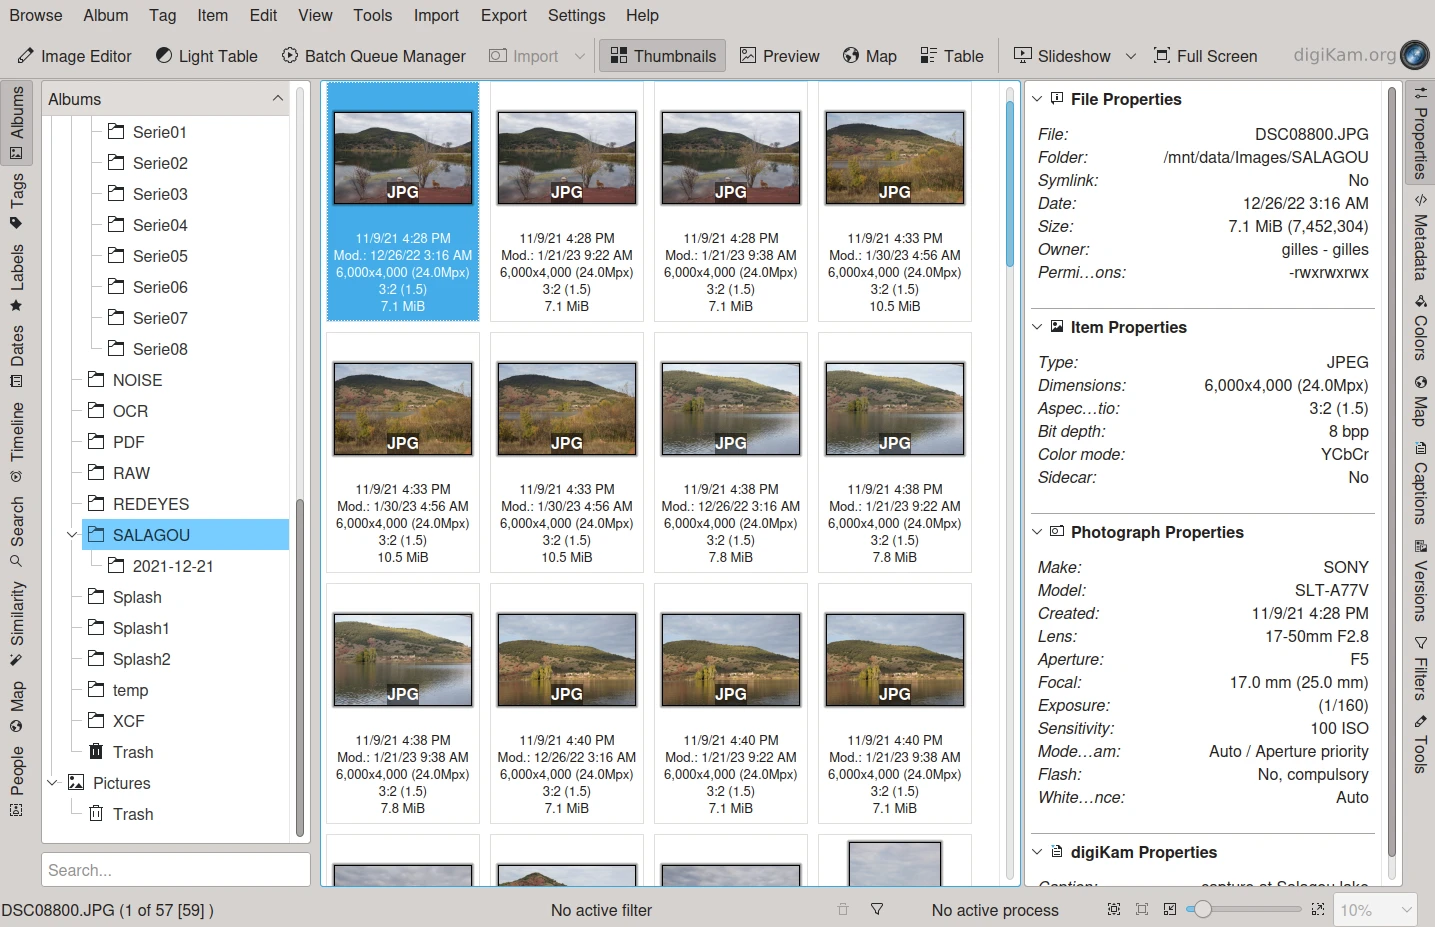 Browse Album Tag Item Edit View Tools Import Export Settings Help
Image Editor Light Table Batch Queue Manager Import Thumbnails Preview Map Table Slideshow Full Screen digiKam.org
Albums
Tags
Labels
Dates
Timeline
Search
Similarity
Map
People
Albums
Serie01
Serie02
Serie03
Serie04
Serie05
Serie06
Serie07
Serie08
NOISE
OCR
PDF
RAW
REDEYES
SALAGOU
2021-12-21
Splash
Splash1
Splash2
temp
XCF
Trash
Pictures
Trash
Search...
JPG JPG JPG JPG
11/9/21 4:28 PM 11/9/21 4:28 PM 11/9/21 4:28 PM 11/9/21 4:33 PM
Mod.: 12/26/22 3:16 AM Mod.: 1/21/23 9:22 AM Mod.: 1/21/23 9:38 AM Mod.: 1/30/23 4:56 AM
6,000x4,000 (24.0Mpx) 6,000x4,000 (24.0Mpx) 6,000x4,000 (24.0Mpx) 6,000x4,000 (24.0Mpx)
3:2 (1.5) 3:2 (1.5) 3:2 (1.5) 3:2 (1.5)
7.1 MiB 7.1 MiB 7.1 MiB 10.5 MiB
JPG JPG JPG JPG
11/9/21 4:33 PM 11/9/21 4:33 PM 11/9/21 4:38 PM 11/9/21 4:38 PM
Mod.: 1/30/23 4:56 AM Mod.: 1/30/23 4:56 AM Mod.: 12/26/22 3:16 AM Mod.: 1/21/23 9:22 AM
6,000x4,000 (24.0Mpx) 6,000x4,000 (24.0Mpx) 6,000x4,000 (24.0Mpx) 6,000x4,000 (24.0Mpx)
3:2 (1.5) 3:2 (1.5) 3:2 (1.5) 3:2 (1.5)
10.5 MiB 10.5 MiB 7.8 MiB 7.8 MiB
JPG JPG JPG JPG
11/9/21 4:38 PM 11/9/21 4:40 PM 11/9/21 4:40 PM 11/9/21 4:40 PM
Mod.: 1/21/23 9:38 AM Mod.: 12/26/22 3:16 AM Mod.: 1/21/23 9:22 AM Mod.: 1/21/23 9:38 AM
6,000x4,000 (24.0Mpx) 6,000x4,000 (24.0Mpx) 6,000x4,000 (24.0Mpx) 6,000x4,000 (24.0Mpx)
3:2 (1.5) 3:2 (1.5) 3:2 (1.5) 3:2 (1.5)
7.8 MiB 7.1 MiB 7.1 MiB 7.1 MiB
File Properties
File: DSC08800.JPG
Folder: /mnt/data/Images/SALAGOU
Symlink: No
Date: 12/26/22 3:16 AM
Size: 7.1 MiB (7,452,304)
Owner: gilles - gilles
Permi...ons: -rwxrwxrwx
Item Properties
Type: JPEG
Dimensions: 6,000x4,000 (24.0Mpx)
Aspec...tio: 3:2 (1.5)
Bit depth: 8 bpp
Color mode: YCbCr
Sidecar: No
Photograph Properties
Make: SONY
Model: SLT-A77V
Created: 11/9/21 4:28 PM
Lens: 17-50mm F2.8
Aperture: F5
Focal: 17.0 mm (25.0 mm)
Exposure: (1/160)
Sensitivity: 100 ISO
Mode...am: Auto / Aperture priority
Flash: No, compulsory
White...nce: Auto
digiKam Properties
Caption: capture at Salagou lake
Properties
Metadata
Colors
Map
Captions
Versions
Filters
Tools
DSC08800.JPG (1 of 57 [59] ) No active filter No active process 10%